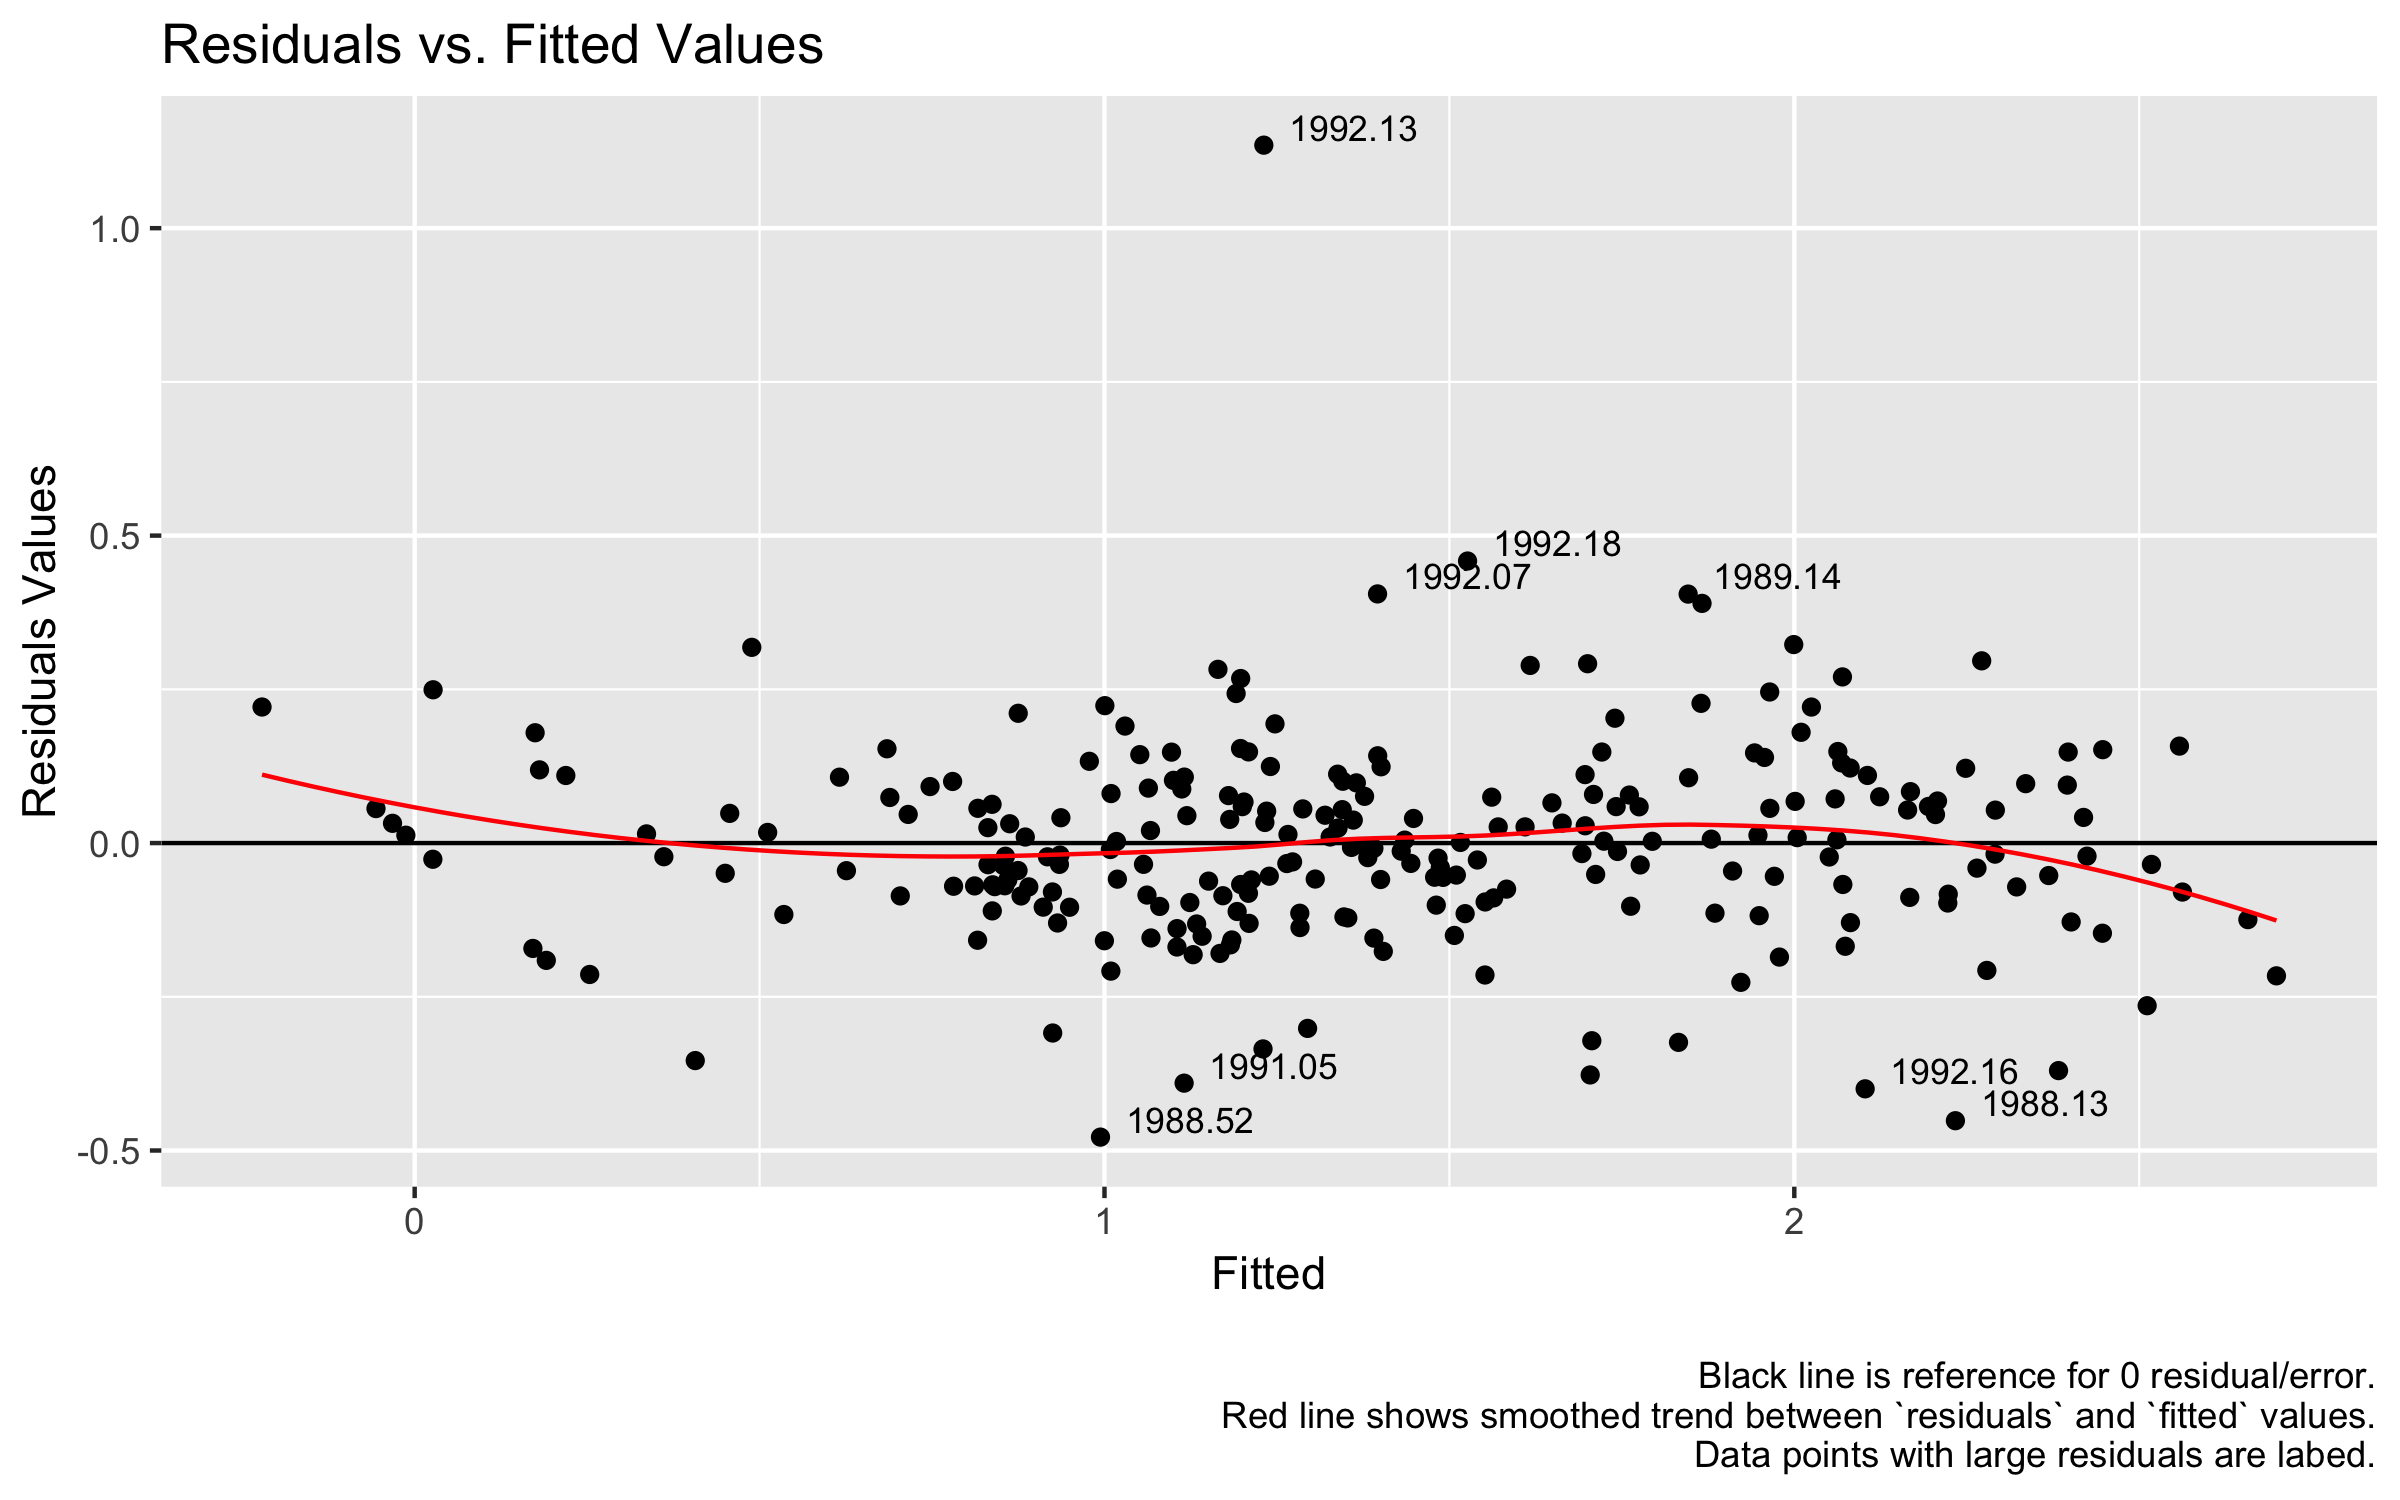 Residuals vs. Fitted Values
1992.13
1.0
1992.18
0.5
1992.07
1989.14
Residuals Values
0.0
1991.05
1992.16
1988.13
1988.52
-0.5
0
1
2
Fitted
Black line is reference for 0 residual/error.
Red line shows smoothed trend between `residuals` and `fitted` values.
Data points with large residuals are labed.